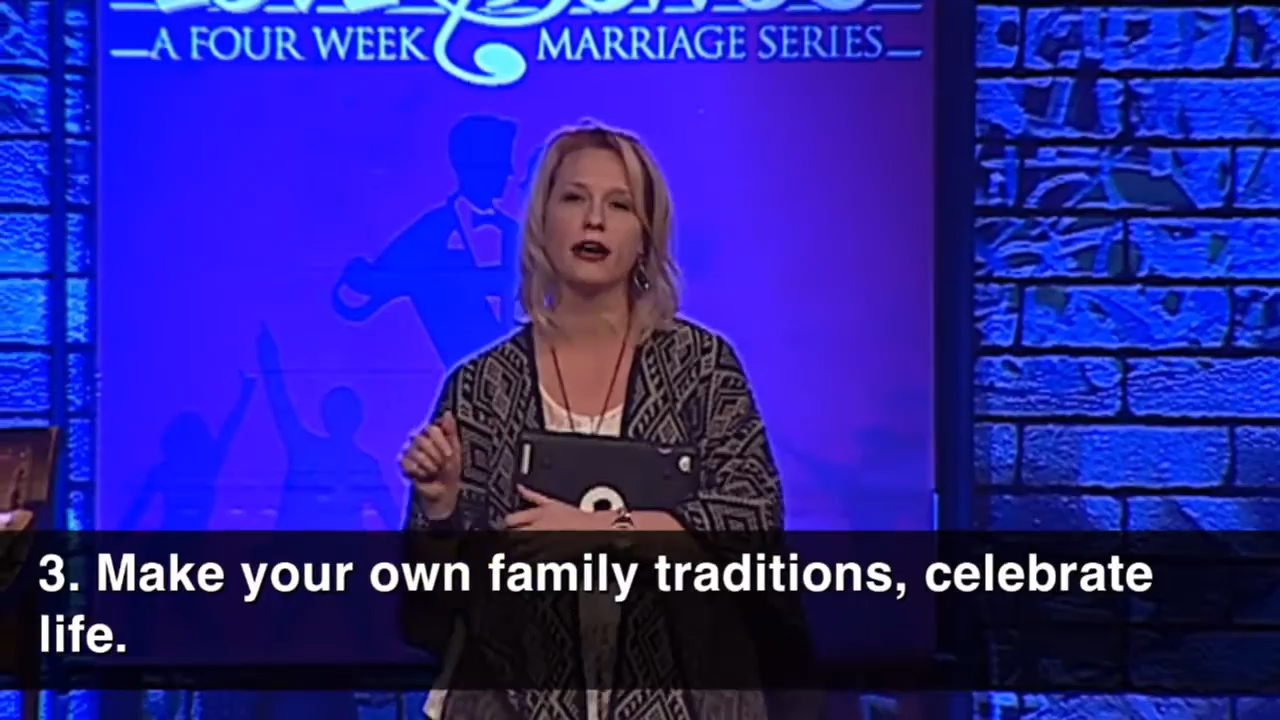 A FOUR WEEK MARRIAGE SERIES
3. Make your own family traditions, celebrate
life.